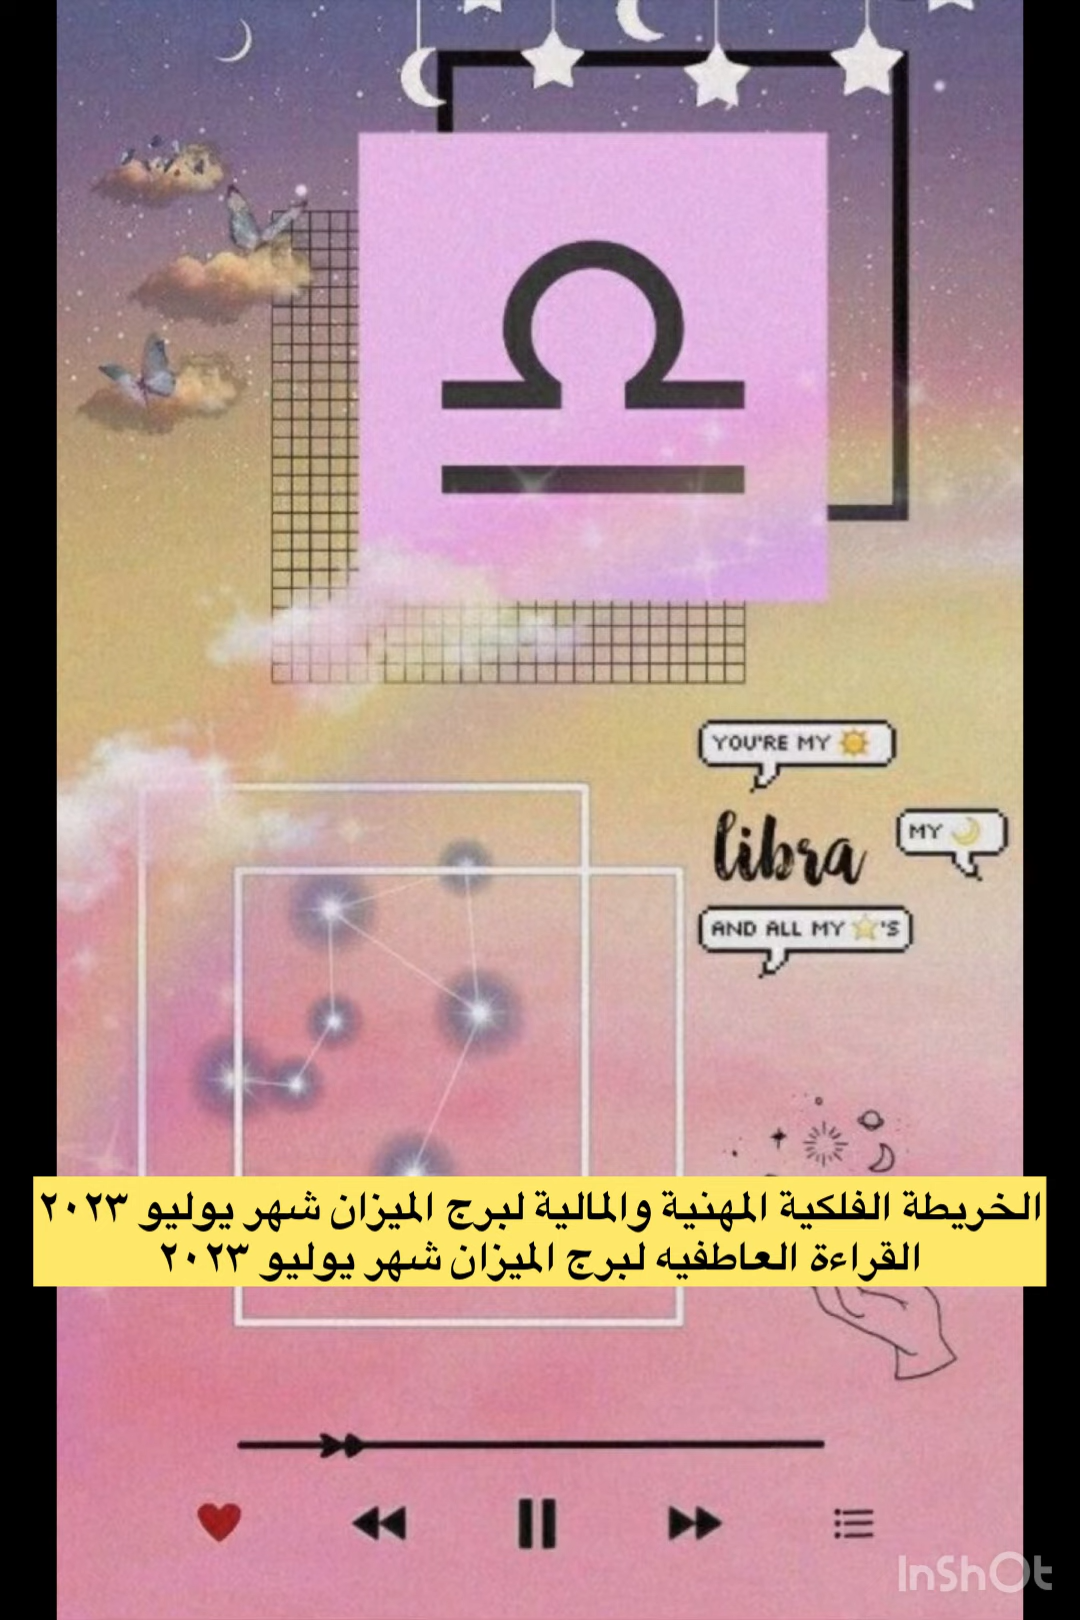 YOU'RE MY
libra
MY
AND ALL MY 'S
الخريطة الفلكية المهنية والمالية لبرج الميزان شهر يوليو ٢٠٢٣
القراءة العاطفيه لبرج الميزان شهر يوليو ٢٠٢٣
InShOt